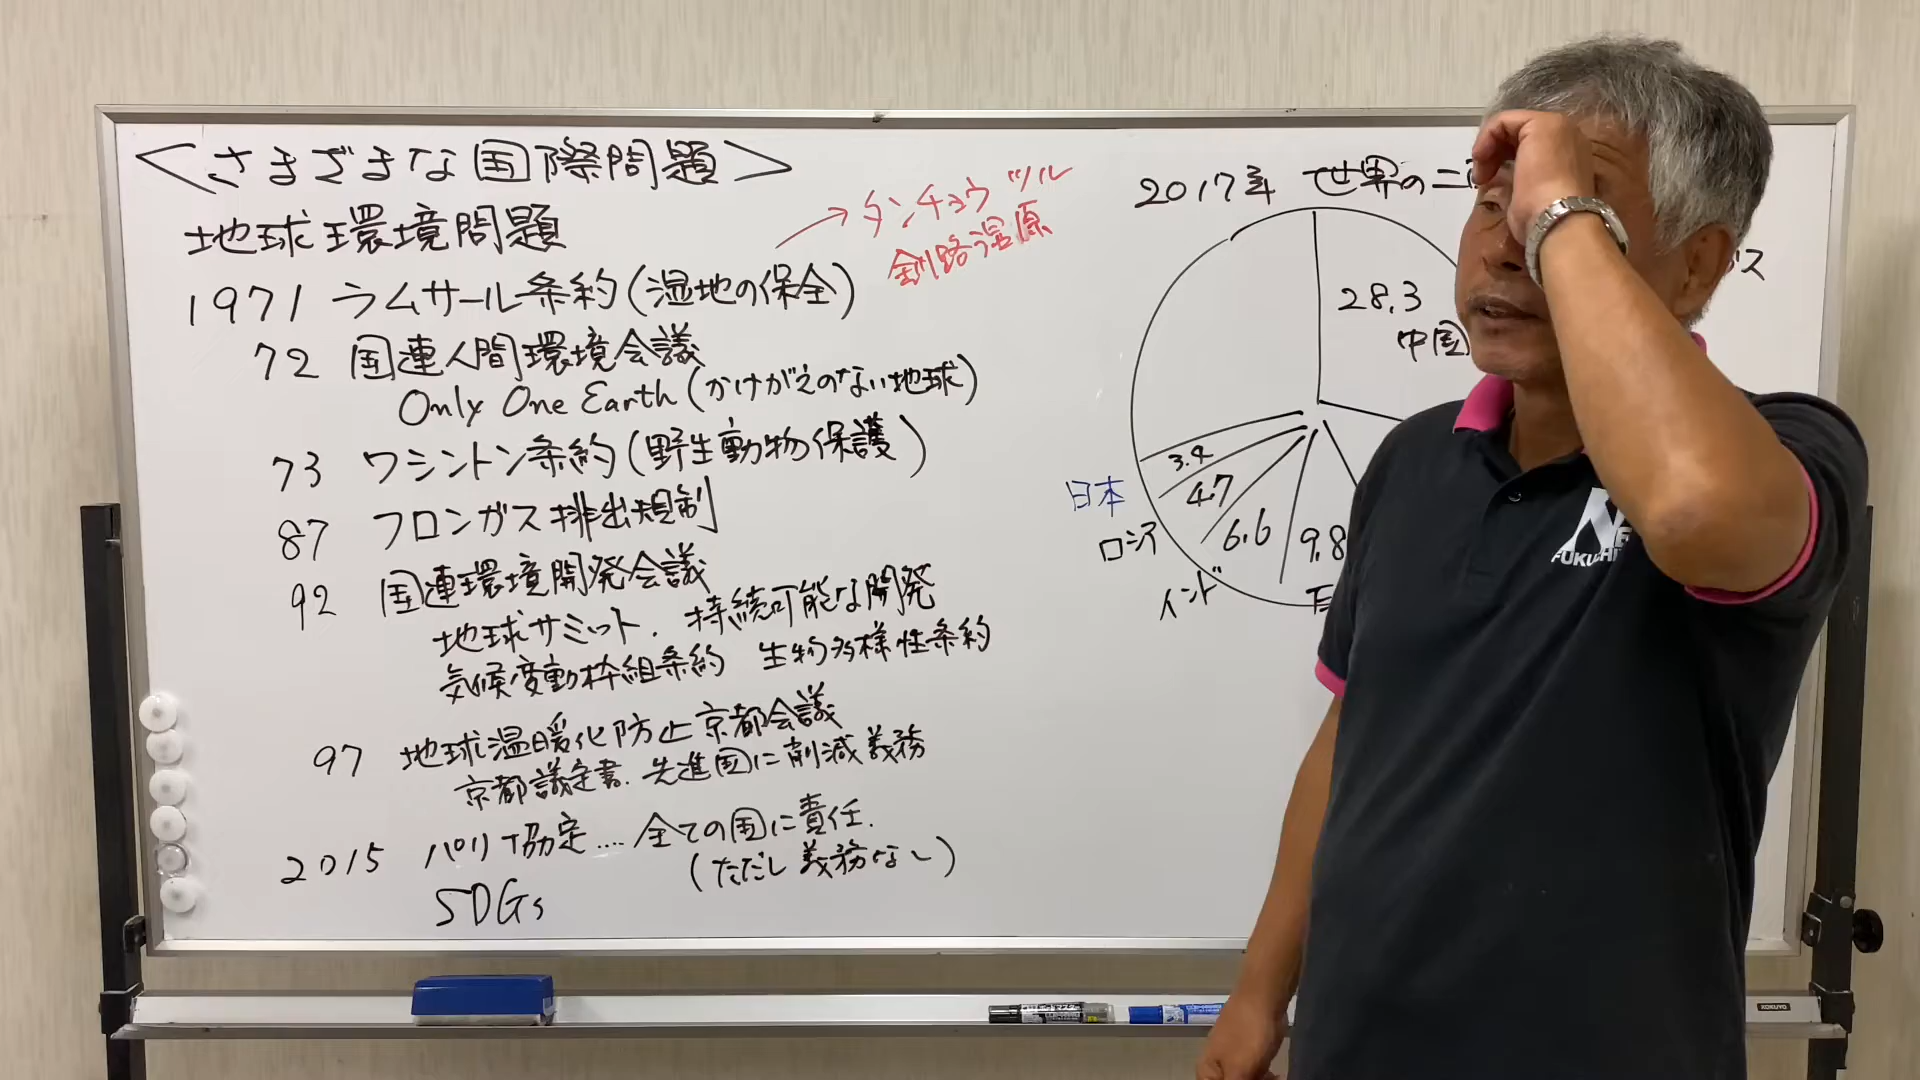 <さまざまな国際問題>
地球環境問題
1971 ラムサール条約(湿地の保全)
→タンチョウヅル
釧路湿原
72 国連人間環境会議
Only One Earth (かけがえのない地球)
73 ワシントン条約(野生動物保護)
87 フロンガス排出規制
92 国連環境開発会議
地球サミット. 持続可能な開発
気候変動枠組条約 生物多様性条約
97 地球温暖化防止京都会議
京都議定書. 先進国に削減義務
2015 パリ協定....全ての国に責任.
(ただし義務なし)
SDGs
2017年 世界の二
ス
28.3
中国
3.4
4.7
6.6
9.8
日本
ロシア
インド
FUKU
KOKUYO